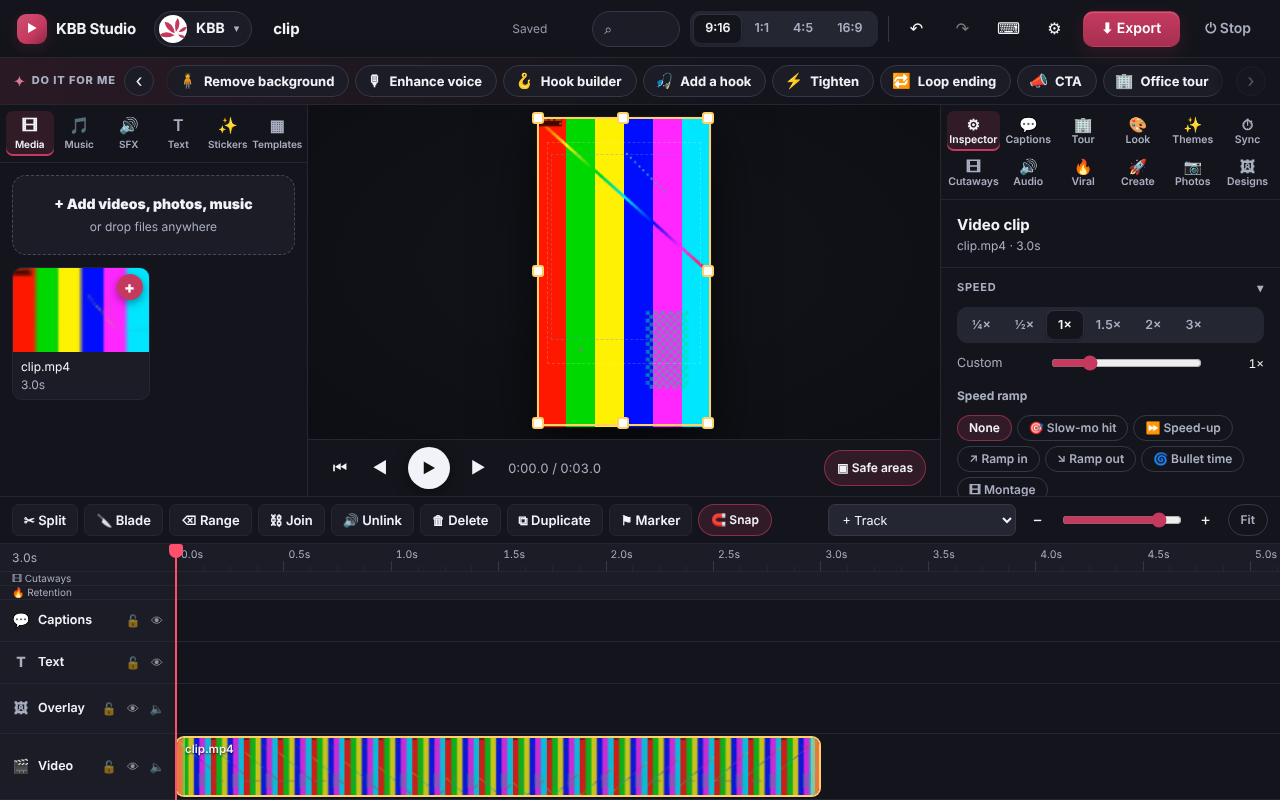 KBB Studio
KBB
clip
Saved
9:16
1:1
4:5
16:9
Export
Stop
DO IT FOR ME
Remove background
Enhance voice
Hook builder
Add a hook
Tighten
Loop ending
CTA
Office tour
Media
Music
SFX
Text
Stickers
Templates
+ Add videos, photos, music
or drop files anywhere
clip.mp4
3.0s
0:00.0 / 0:03.0
Safe areas
Inspector
Captions
Tour
Look
Themes
Sync
Cutaways
Audio
Viral
Create
Photos
Designs
Video clip
clip.mp4 · 3.0s
SPEED
¼×
½×
1×
1.5×
2×
3×
Custom
1×
Speed ramp
None
Slow-mo hit
Speed-up
Ramp in
Ramp out
Bullet time
Montage
Split
Blade
Range
Join
Unlink
Delete
Duplicate
Marker
Snap
+ Track
Fit
3.0s
0.0s
0.5s
1.0s
1.5s
2.0s
2.5s
3.0s
3.5s
4.0s
4.5s
5.0s
Cutaways
Retention
Captions
T Text
Overlay
Video
clip.mp4